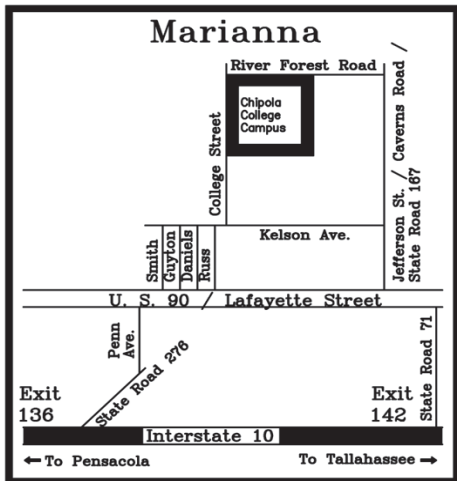 Marianna
River Forest Road
Chipola
College
Campus
College Street
Jefferson St. / Caverns Road /
State Road 167
Kelson Ave.
Smith
Guyton
Daniels
Russ
U. S. 90 / Lafayette Street
Penn
Ave.
State Road 276
State Road 71
Exit
136
Exit
142
Interstate 10
To Pensacola
To Tallahassee